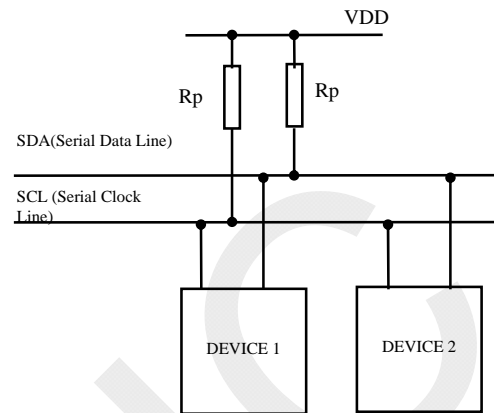 VDD
Rp
Rp
SDA(Serial Data Line)
SCL (Serial Clock
Line)
DEVICE 1
DEVICE 2